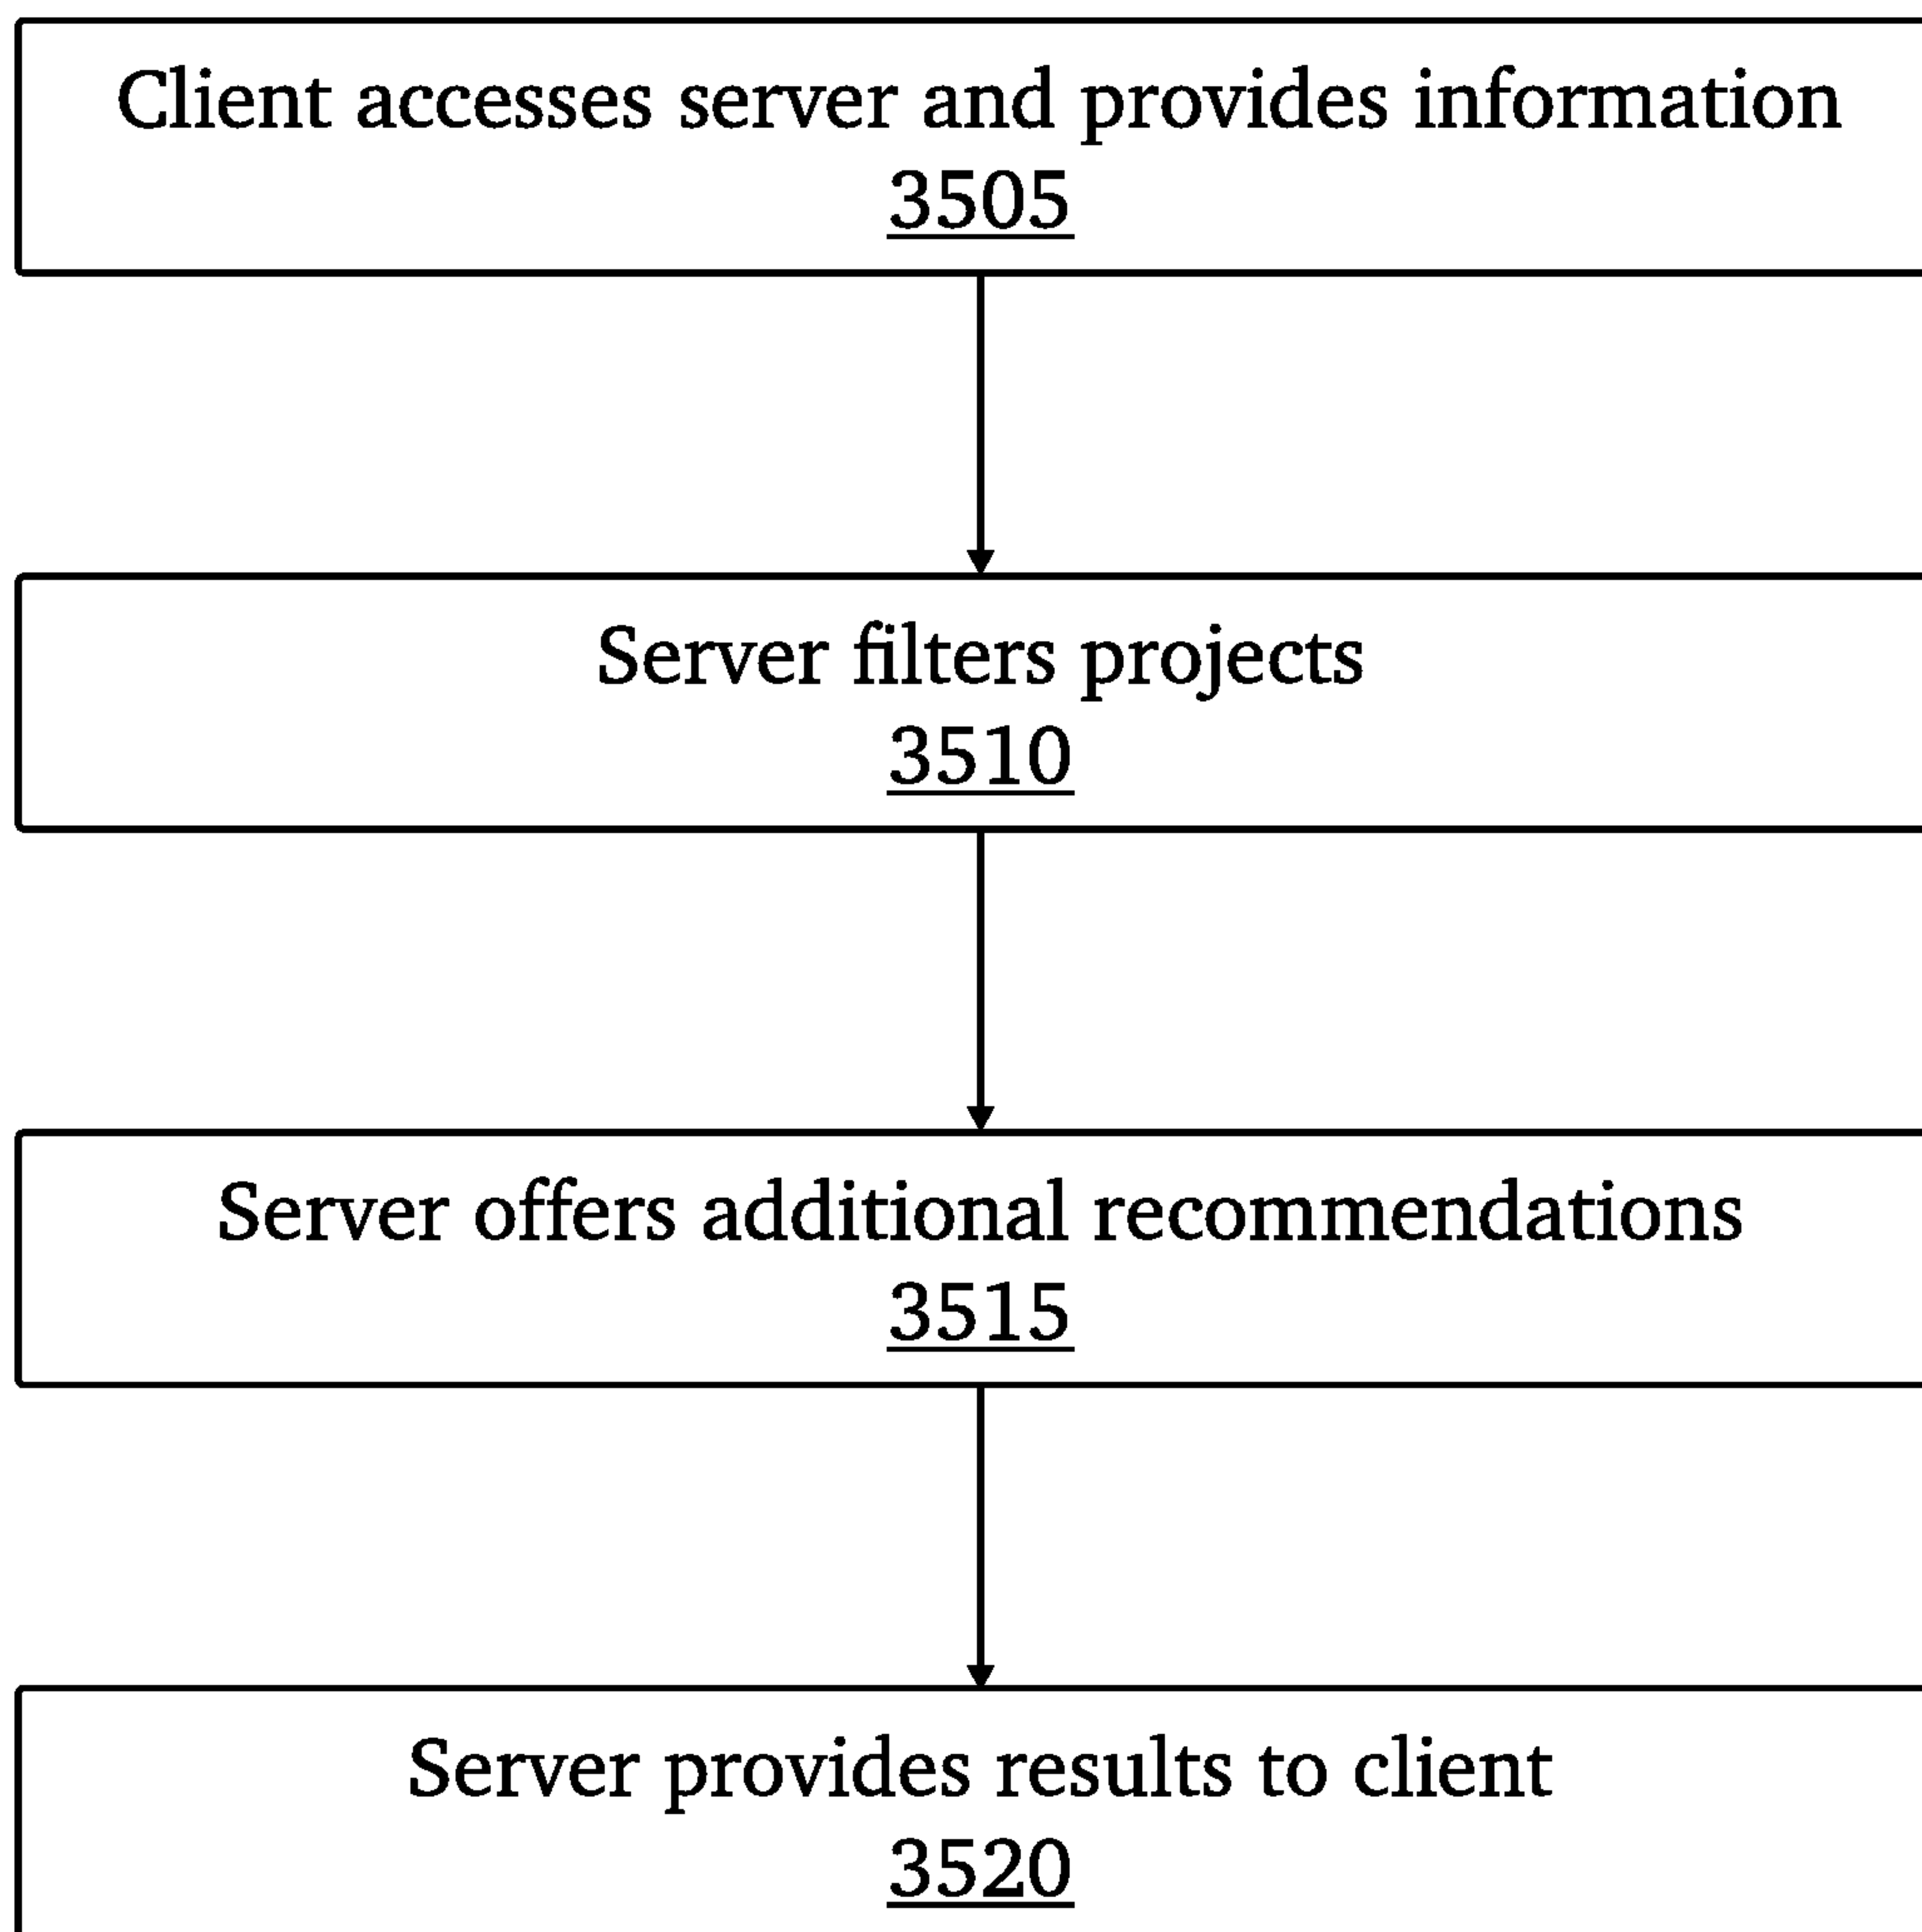 Client accesses server and provides information
3505
Server filters projects
3510
Server offers additional recommendations
3515
Server provides results to client
3520